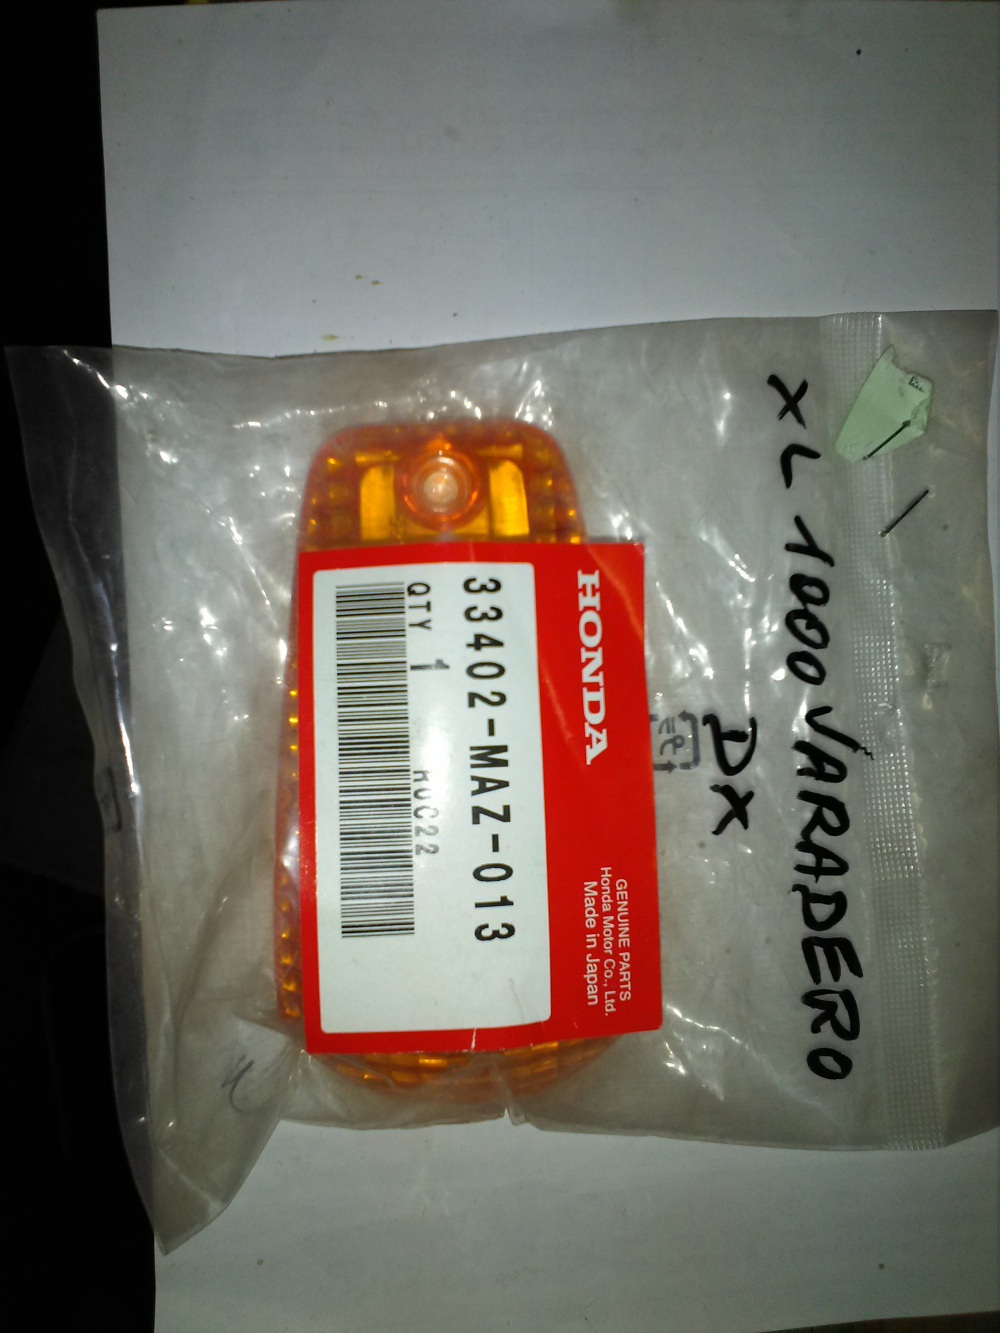 XL 1000 VARADERO
DX
HONDA
GENUINE PARTS
Honda Motor Co., Ltd.
Made in Japan
33402-MAZ-013
QTY 1